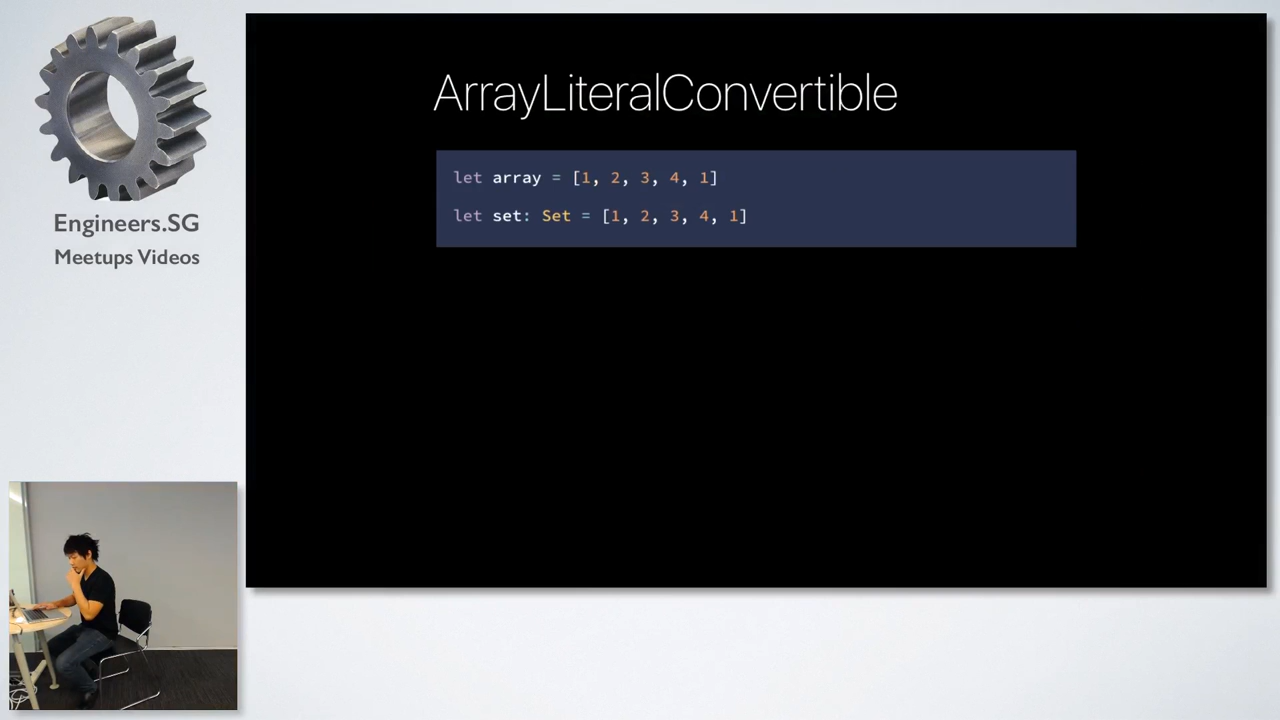 Engineers.SG
Meetups Videos
ArrayLiteralConvertible
let array = [1, 2, 3, 4, 1]
let set: Set = [1, 2, 3, 4, 1]